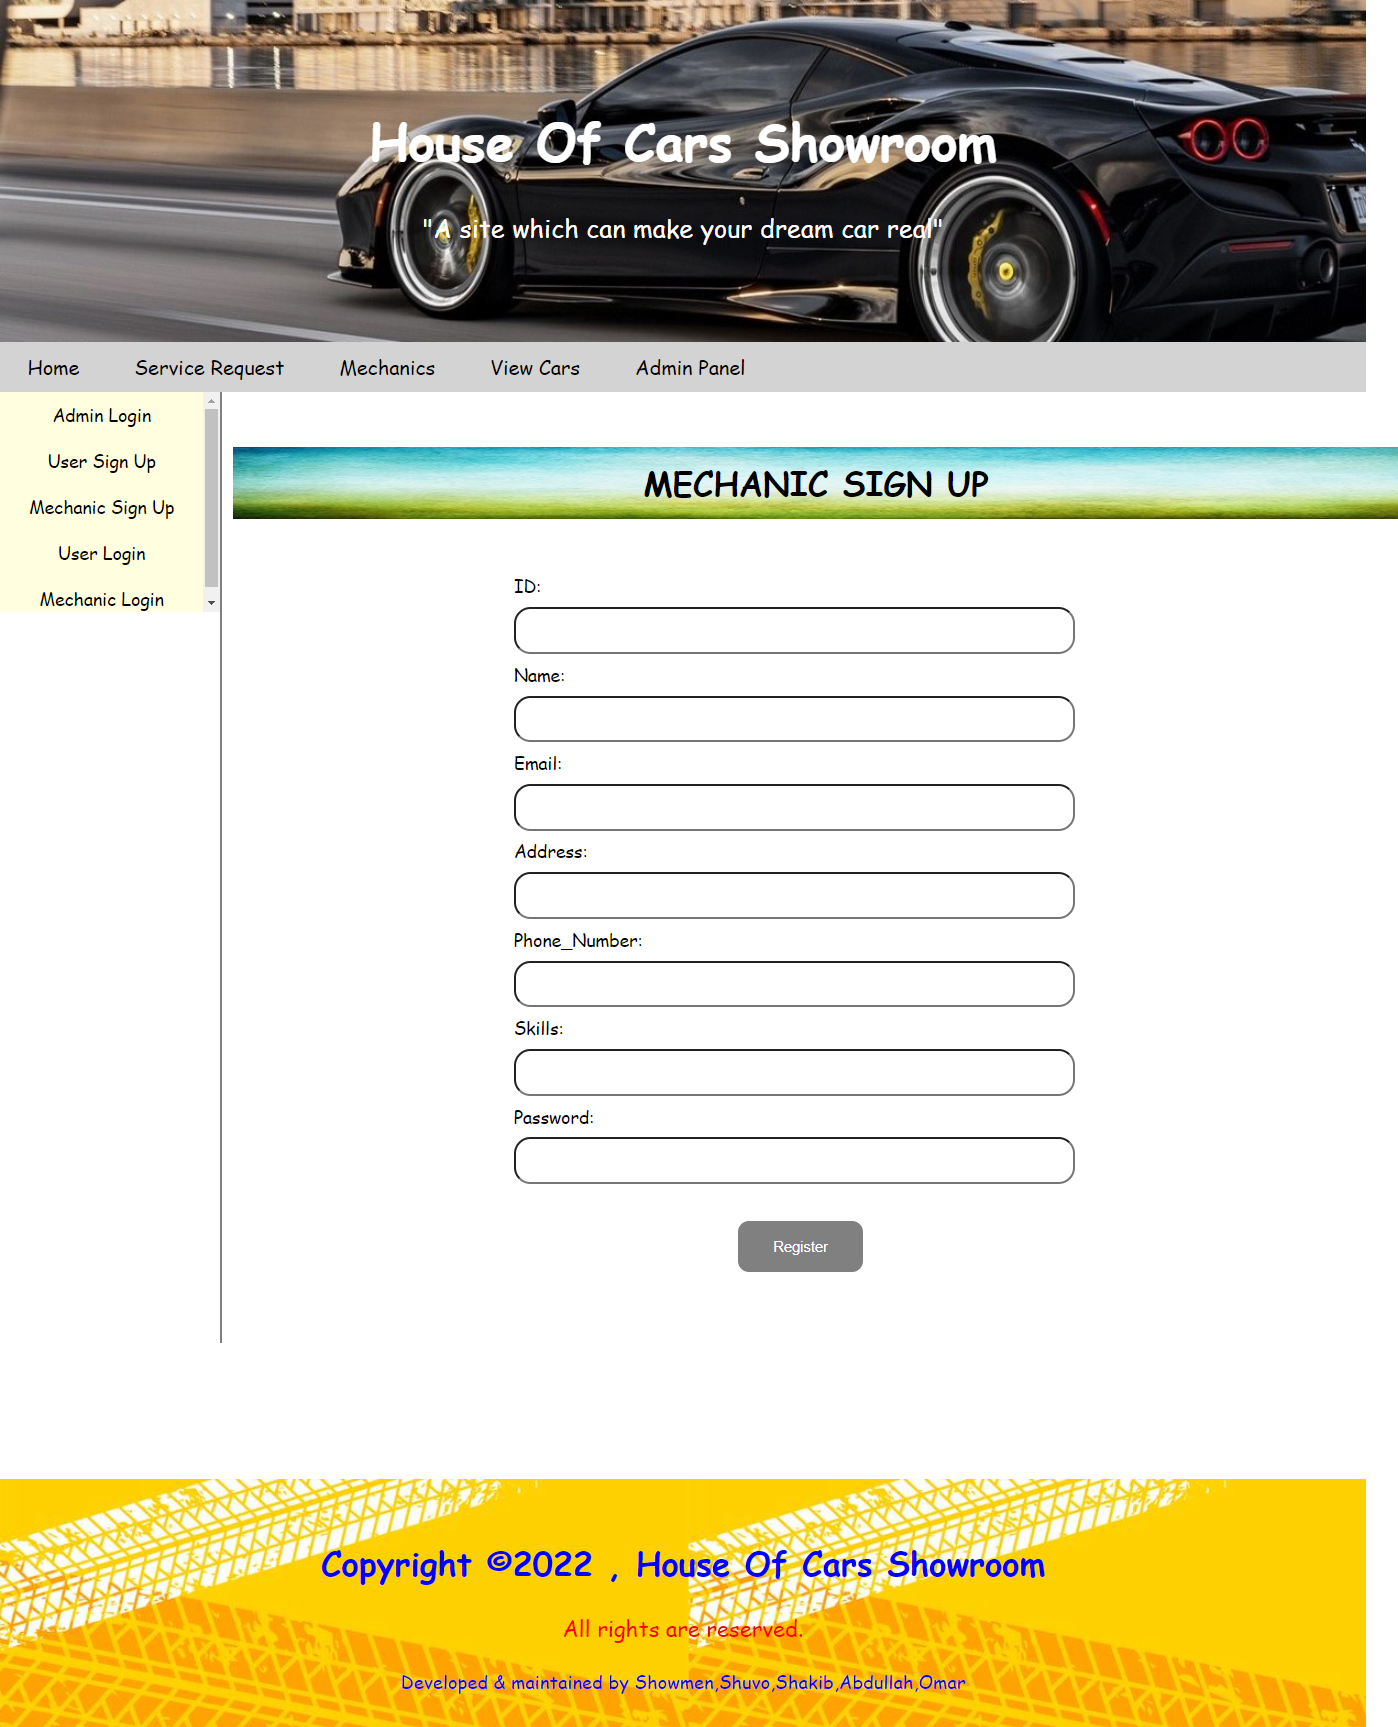 House Of Cars Showroom
"A site which can make your dream car real"
Home Service Request Mechanics View Cars Admin Panel
Admin Login
User Sign Up
Mechanic Sign Up
User Login
Mechanic Login
MECHANIC SIGN UP
ID:
Name:
Email:
Address:
Phone_Number:
Skills:
Password:
Register
Copyright ©2022 , House Of Cars Showroom
All rights are reserved.
Developed & maintained by Showmen,Shuvo,Shakib,Abdullah,Omar